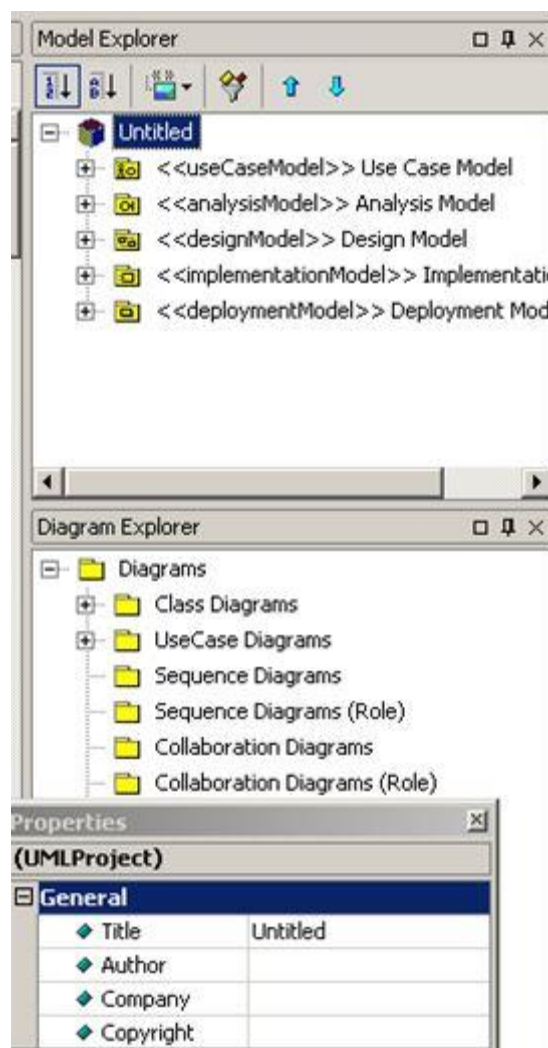 Model Explorer
Untitled
<<useCaseModel>> Use Case Model
<<analysisModel>> Analysis Model
<<designModel>> Design Model
<<implementationModel>> Implementati
<<deploymentModel>> Deployment Mod
Diagram Explorer
Diagrams
Class Diagrams
UseCase Diagrams
Sequence Diagrams
Sequence Diagrams (Role)
Collaboration Diagrams
Collaboration Diagrams (Role)
Properties
(UMLProject)
General
Title Untitled
Author
Company
Copyright